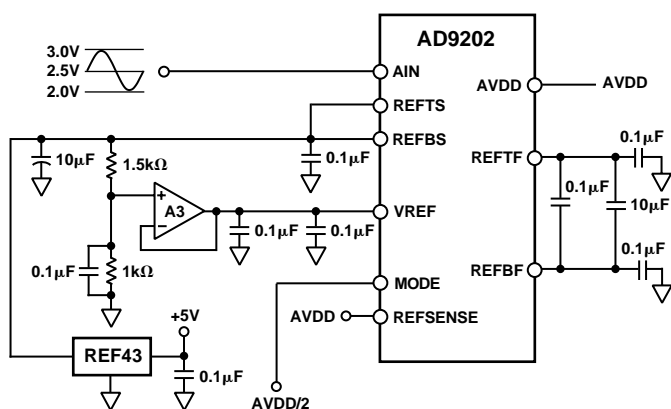 AD9202
3.0V
2.5V
2.0V
AIN
REFTS
REFBS
VREF
MODE
REFSENSE
AVDD
REFTF
REFBF
AVDD
0.1µF
0.1µF
10µF
0.1µF
10µF
1.5kΩ
0.1µF
A3
+
−
0.1µF
0.1µF
0.1µF
1kΩ
AVDD
+5V
REF43
0.1µF
AVDD/2